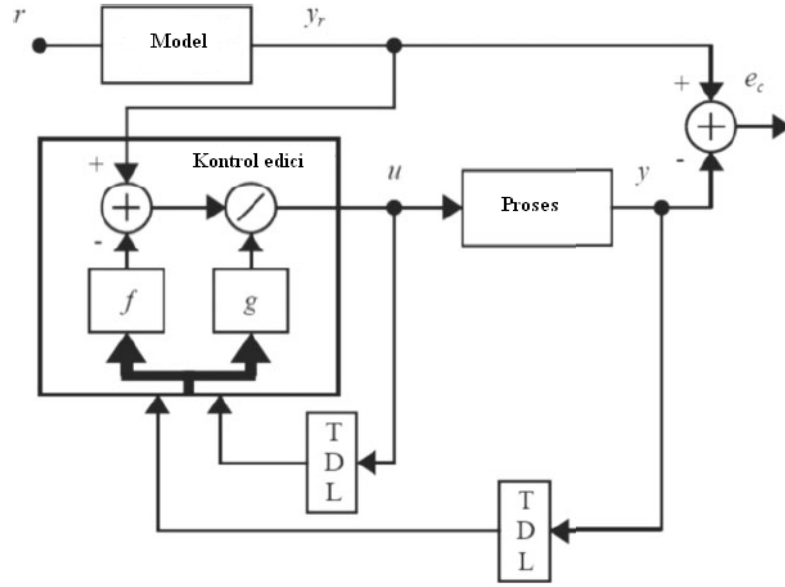 r
Model
y_r
+
e_c
-
Kontrol edici
+
u
Proses
y
-
f
g
T
D
L
T
D
L